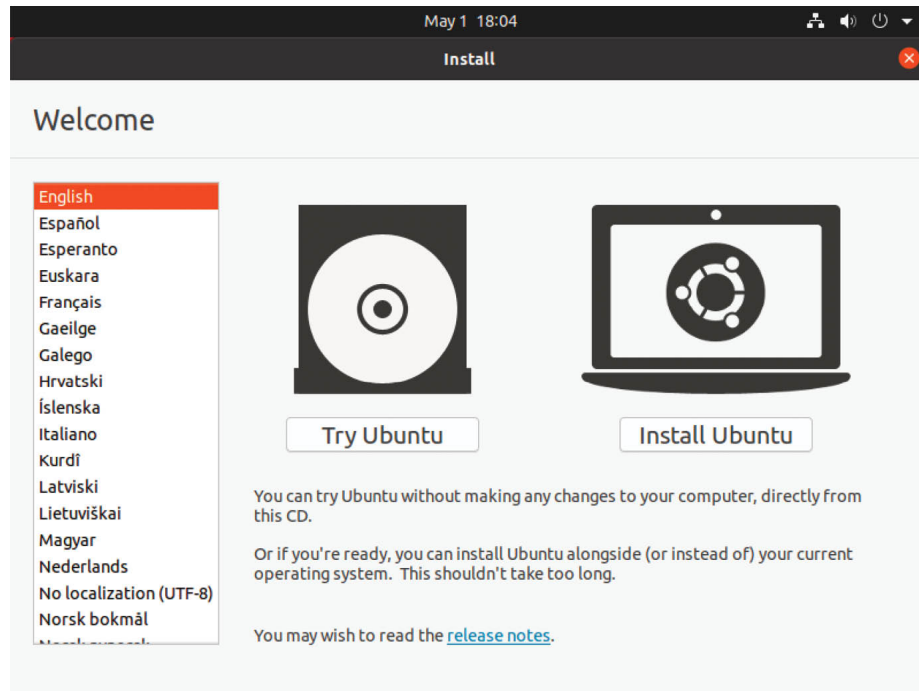 May 1 18:04
Install
Welcome
English
Español
Esperanto
Euskara
Français
Gaeilge
Galego
Hrvatski
Íslenska
Italiano
Kurdî
Latviski
Lietuviškai
Magyar
Nederlands
No localization (UTF-8)
Norsk bokmål
Try Ubuntu
Install Ubuntu
You can try Ubuntu without making any changes to your computer, directly from
this CD.
Or if you're ready, you can install Ubuntu alongside (or instead of) your current
operating system. This shouldn't take too long.
You may wish to read the release notes.